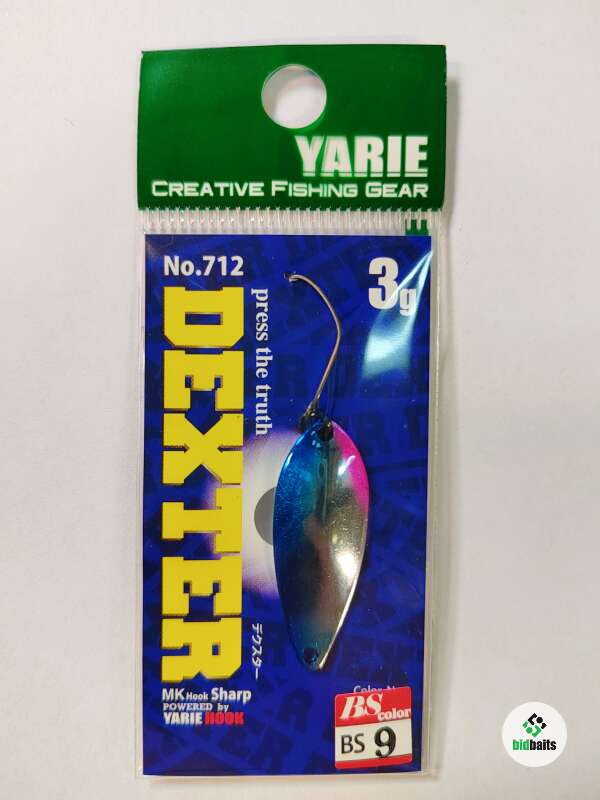 YARIE
CREATIVE FISHING GEAR
No.712
3g
press the truth
DEXTER
デクスター
MK Hook Sharp
POWERED by
YARIE HOOK
BS
color
BS 9
bidbaits